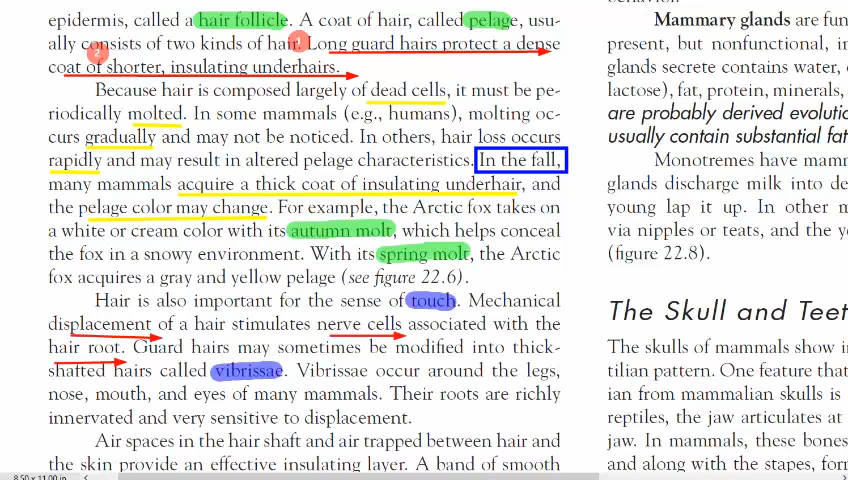 epidermis, called a hair follicle. A coat of hair, called pelage, usu-
ally consists of two kinds of hair. Long guard hairs protect a dense
1
2
coat of shorter, insulating underhairs.
Because hair is composed largely of dead cells, it must be pe-
riodically molted. In some mammals (e.g., humans), molting oc-
curs gradually and may not be noticed. In others, hair loss occurs
rapidly and may result in altered pelage characteristics. In the fall,
many mammals acquire a thick coat of insulating underhair, and
the pelage color may change. For example, the Arctic fox takes on
a white or cream color with its autumn molt, which helps conceal
the fox in a snowy environment. With its spring molt, the Arctic
fox acquires a gray and yellow pelage (see figure 22.6).
Hair is also important for the sense of touch. Mechanical
displacement of a hair stimulates nerve cells associated with the
hair root. Guard hairs may sometimes be modified into thick-
shafted hairs called vibrissae. Vibrissae occur around the legs,
nose, mouth, and eyes of many mammals. Their roots are richly
innervated and very sensitive to displacement.
Air spaces in the hair shaft and air trapped between hair and
the skin provide an effective insulating layer. A band of smooth
Mammary glands are fun
present, but nonfunctional, in
glands secrete contains water,
lactose), fat, protein, minerals,
are probably derived evolutio
usually contain substantial fat
Monotremes have mamm
glands discharge milk into de
young lap it up. In other m
via nipples or teats, and the y
(figure 22.8).
The Skull and Teet
The skulls of mammals show in
tilian pattern. One feature that
ian from mammalian skulls is
reptiles, the jaw articulates at
jaw. In mammals, these bones
and along with the stapes, for
8.50 x 11.00 in